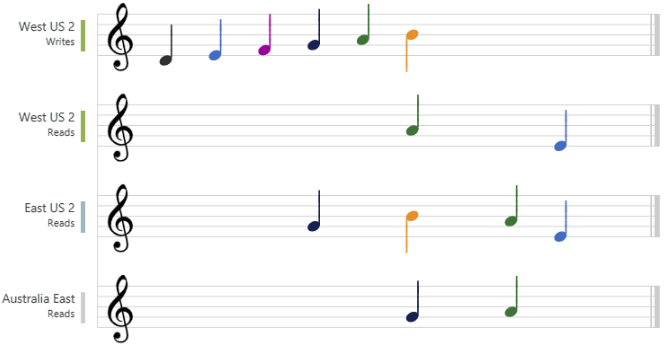 West US 2
Writes
West US 2
Reads
East US 2
Reads
Australia East
Reads